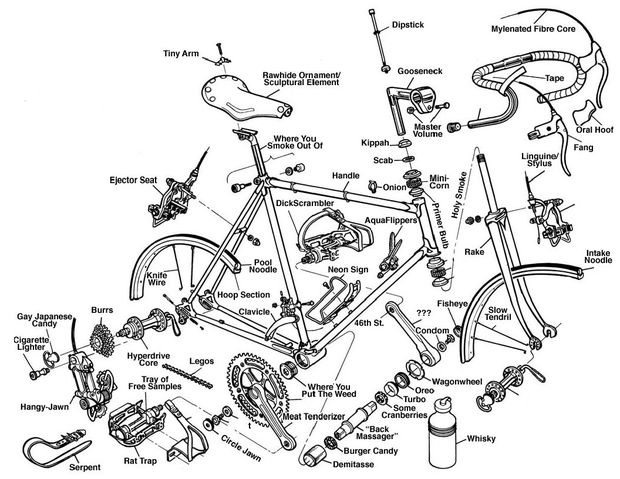 Dipstick
Mylenated Fibre Core
Tiny Arm
Rawhide Ornament/
Sculptural Element
Gooseneck
Tape
Master
Volume
Oral Hoof
Fang
Where You
Smoke Out Of
Kippah
Scab
Linguine/
Stylus
Ejector Seat
Handle
Onion
Mini-
Corn
Holy Smoke
DickScrambler
AquaFlippers
Primer Bulb
Rake
Intake
Noodle
Pool
Noodle
Neon Sign
Knife
Wire
Hoop Section
Clavicle
46th St.
???
Condom
Fisheye
Slow
Tendril
Gay Japanese
Candy
Burrs
Cigarette
Lighter
Hyperdrive
Core
Legos
Tray of
Free Samples
Where You
Put The Weed
Wagonwheel
Oreo
Turbo
Some
Cranberries
Hangy-Jawn
Meat Tenderizer
t
Circle Jawn
"Back
Massager"
Whisky
Serpent
Rat Trap
Burger Candy
Demitasse